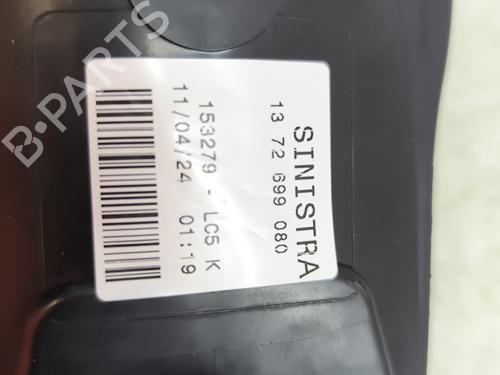 SINISTRA
13 72 699 080
153279 - LC5 K
11/04/24 01:19
B-PARTS